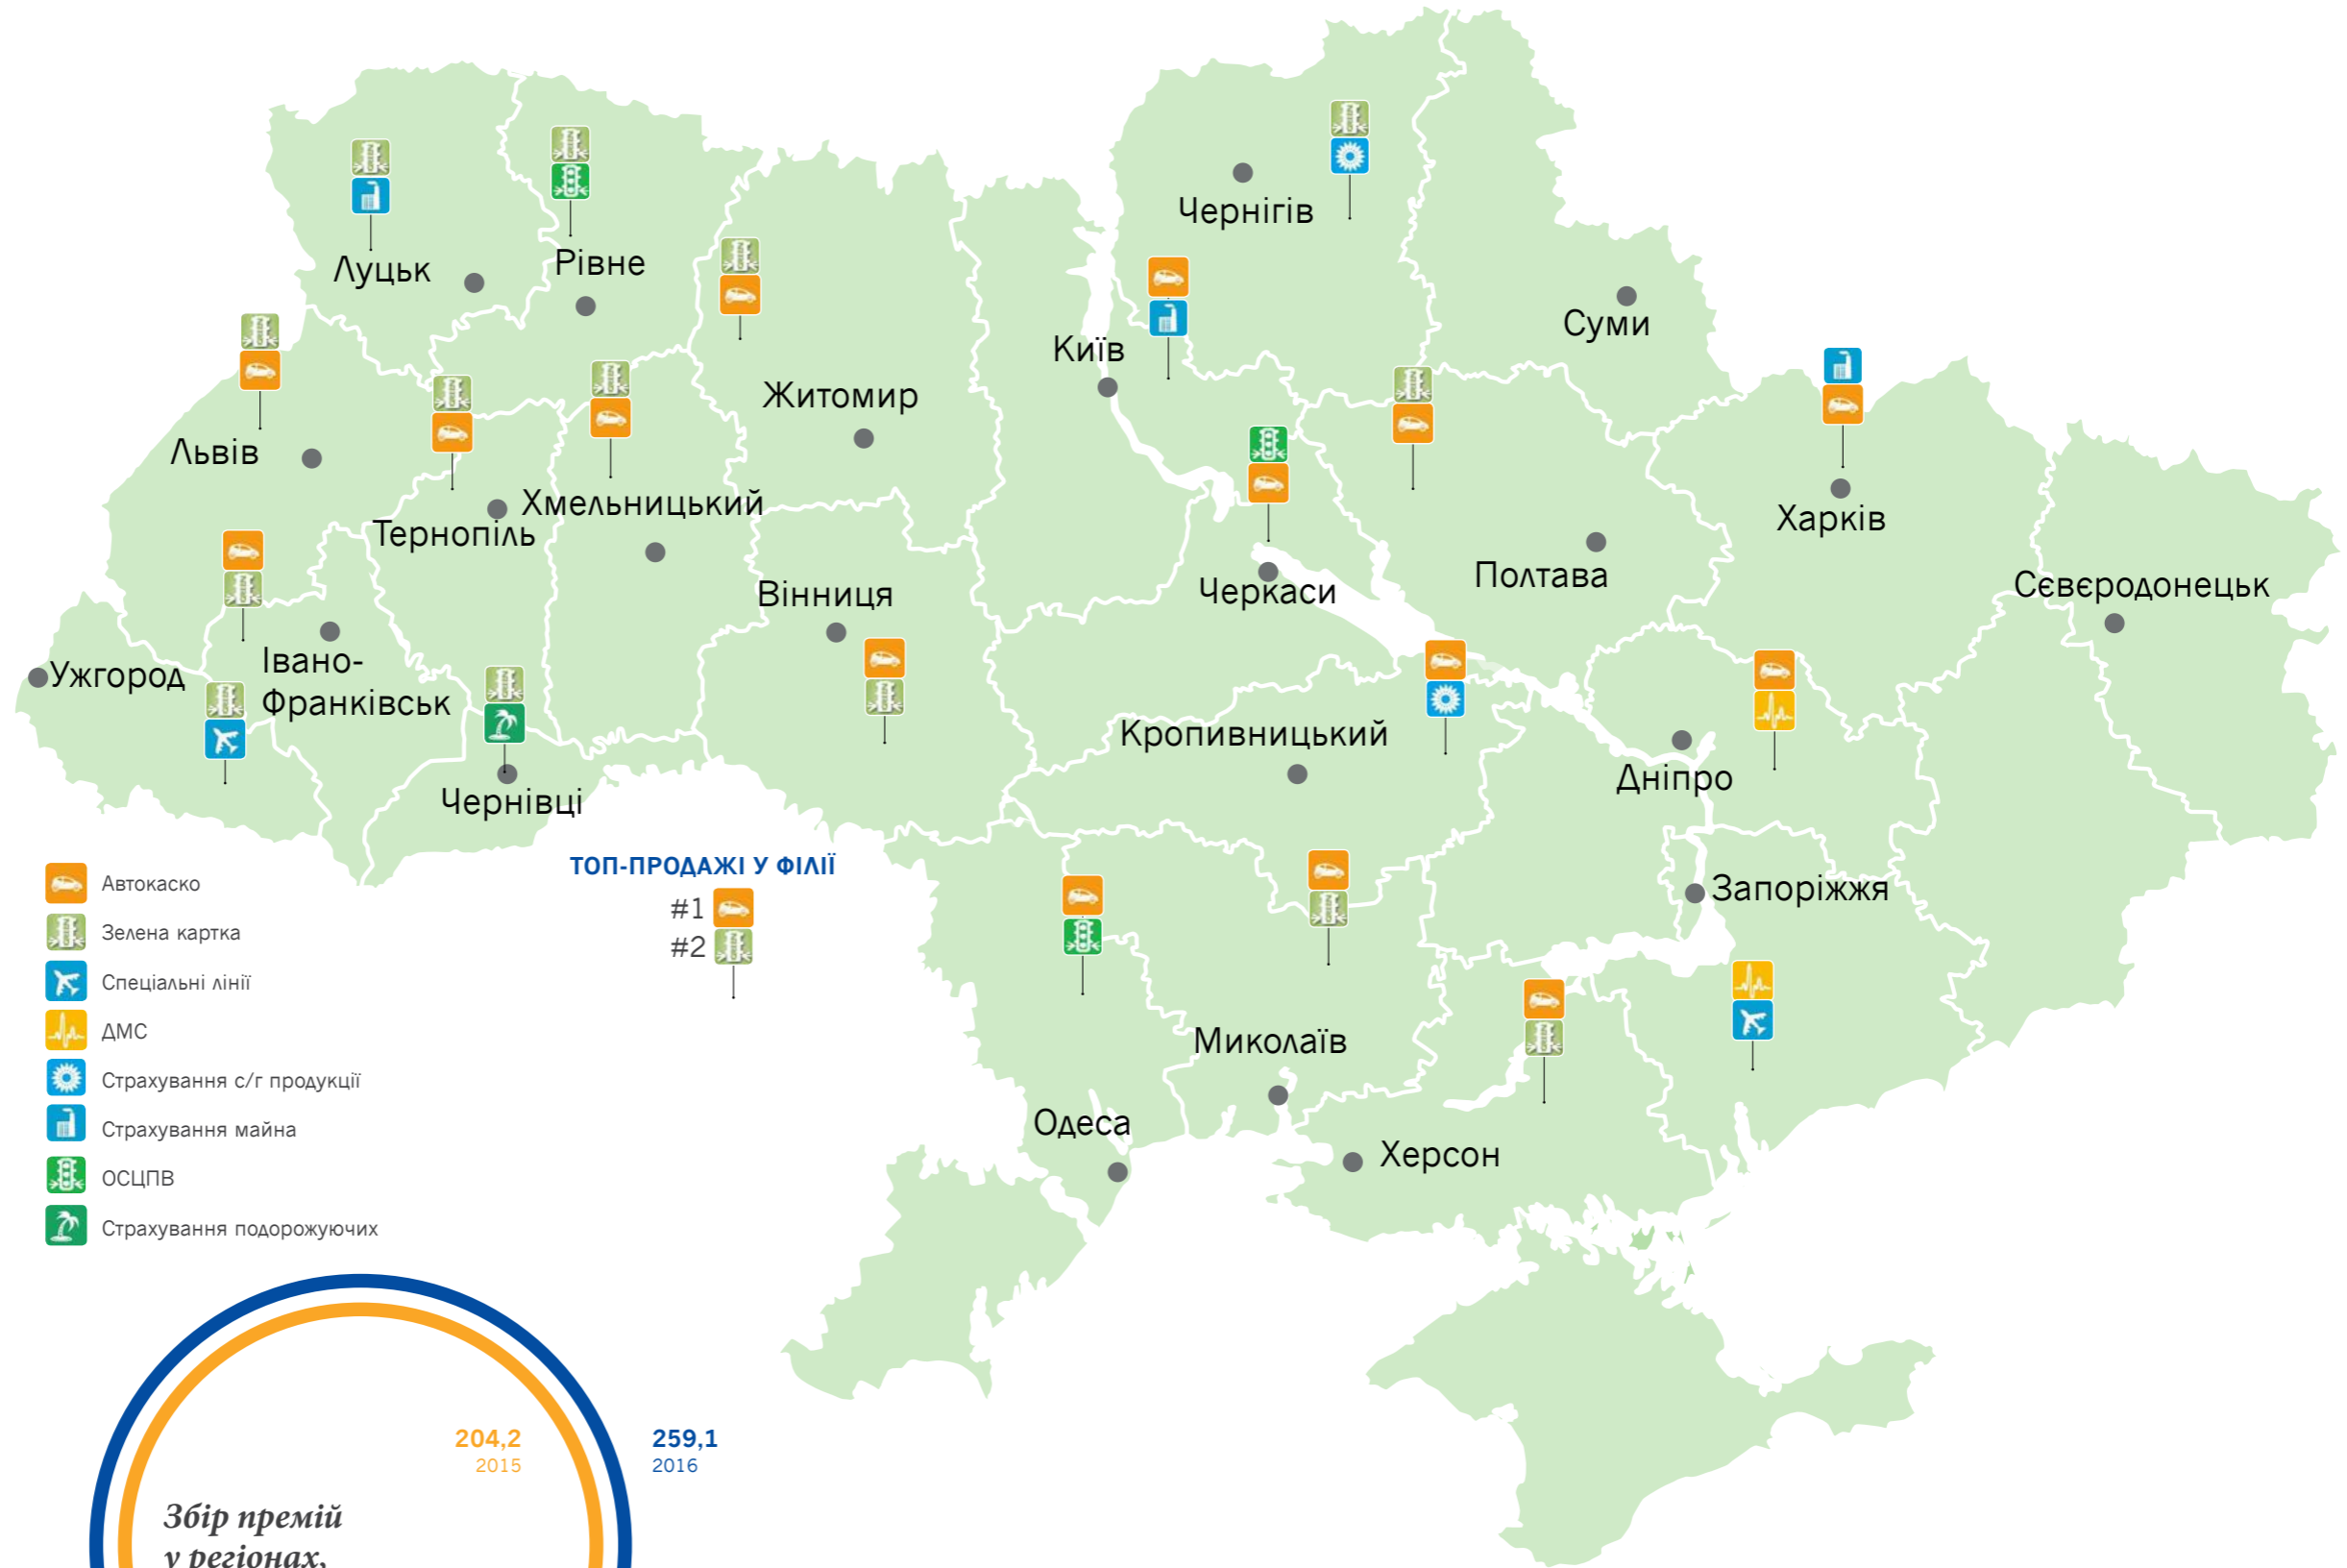 Чернігів
Луцьк
Рівне
Суми
Київ
Житомир
Львів
Хмельницький
Тернопіль
Харків
Вінниця
Черкаси
Полтава
Сєвєродонецьк
Ужгород
Івано-
Франківськ
Кропивницький
Дніпро
Чернівці
Запоріжжя
Миколаїв
Одеса
Херсон
ТОП-ПРОДАЖІ У ФІЛІЇ
#1
#2
Автокаско
Зелена картка
Спеціальні лінії
ДМС
Страхування с/г продукції
Страхування майна
ОСЦПВ
Страхування подорожуючих
204,2
2015
259,1
2016
Збір премій
у регіонах,